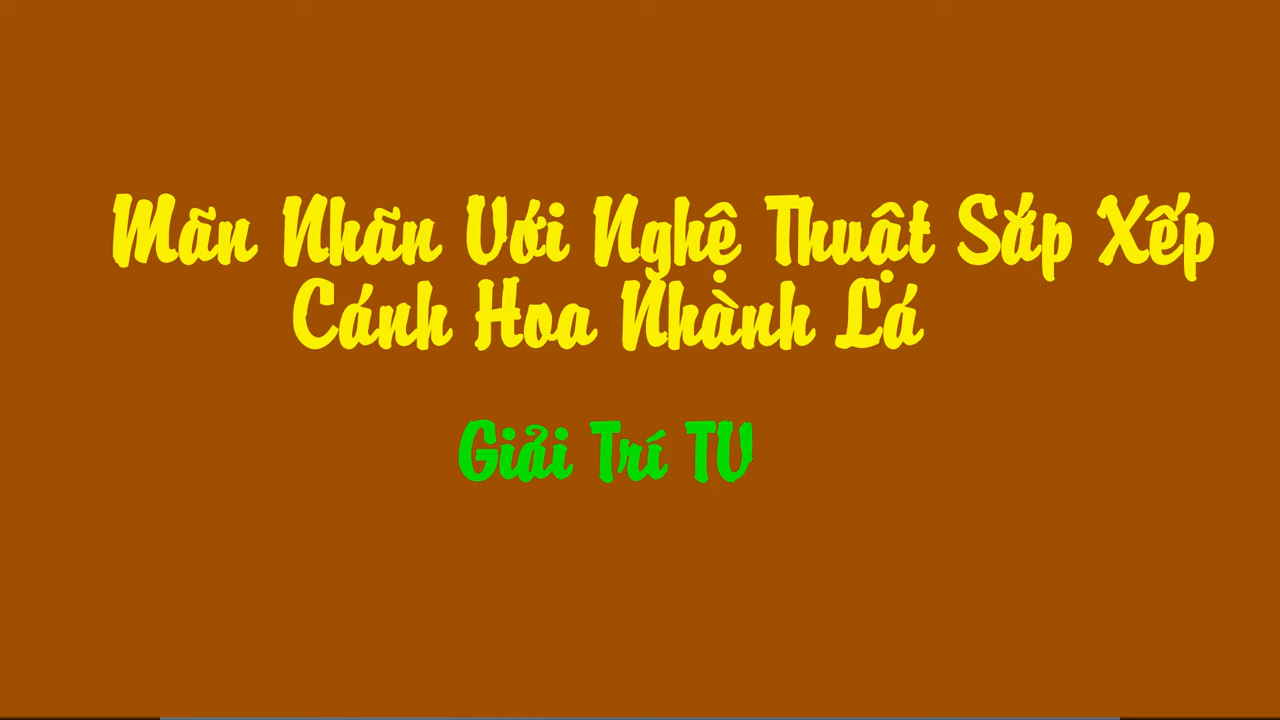 Mãn Nhãn Với Nghệ Thuật Sắp Xếp
Cánh Hoa Nhành Lá
Giải Trí TV